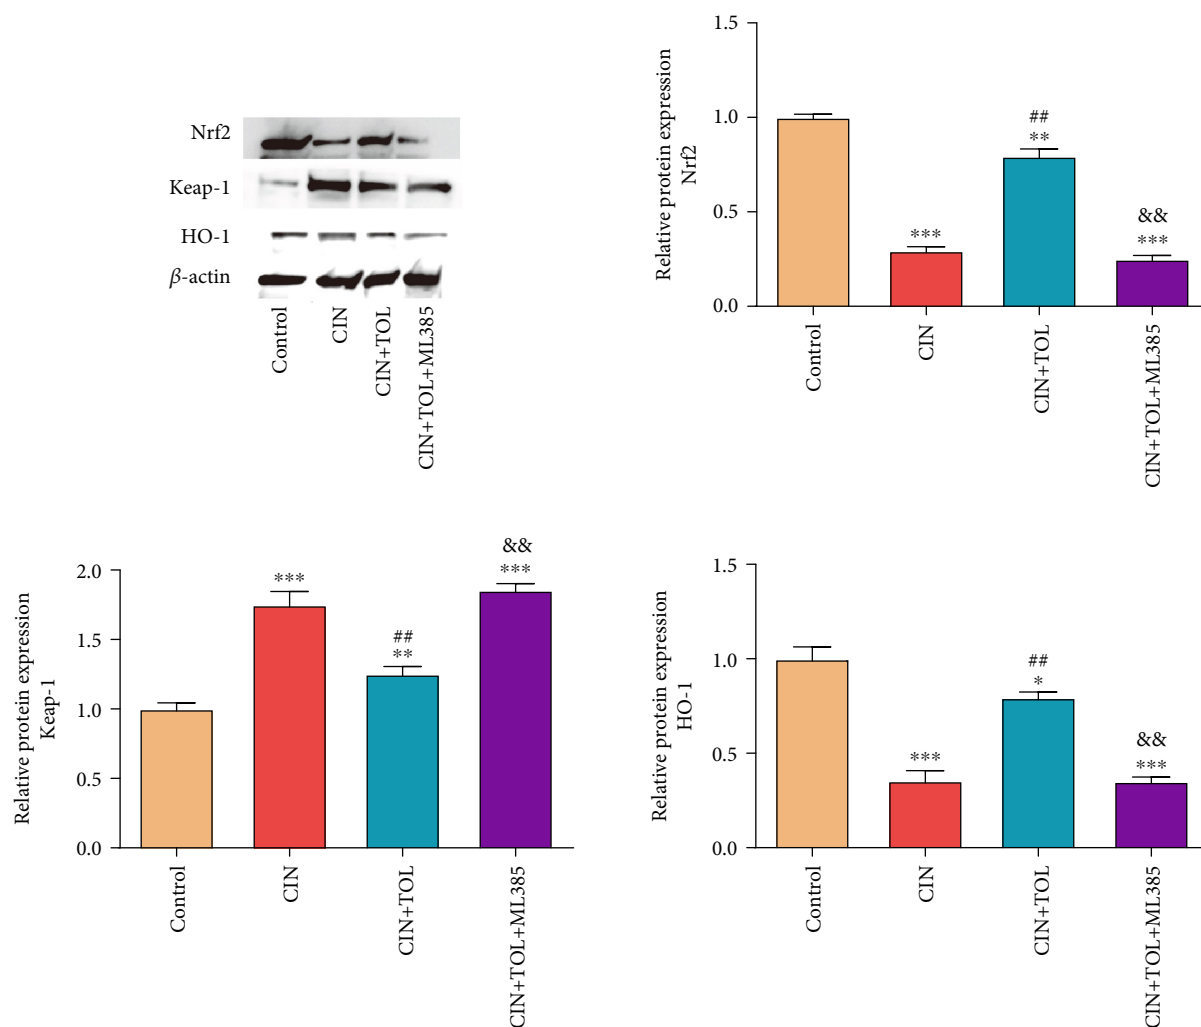 Nrf2
Keap-1
HO-1
β-actin
Control
CIN
CIN+TOL
CIN+TOL+ML385
Relative protein expression
Nrf2
1.5
1.0
0.5
0.0
***
##
**
&&
***
Control
CIN
CIN+TOL
CIN+TOL+ML385
Relative protein expression
Keap-1
2.0
1.5
1.0
0.5
0.0
***
##
**
&&
***
Control
CIN
CIN+TOL
CIN+TOL+ML385
Relative protein expression
HO-1
1.5
1.0
0.5
0.0
***
##
*
&&
***
Control
CIN
CIN+TOL
CIN+TOL+ML385